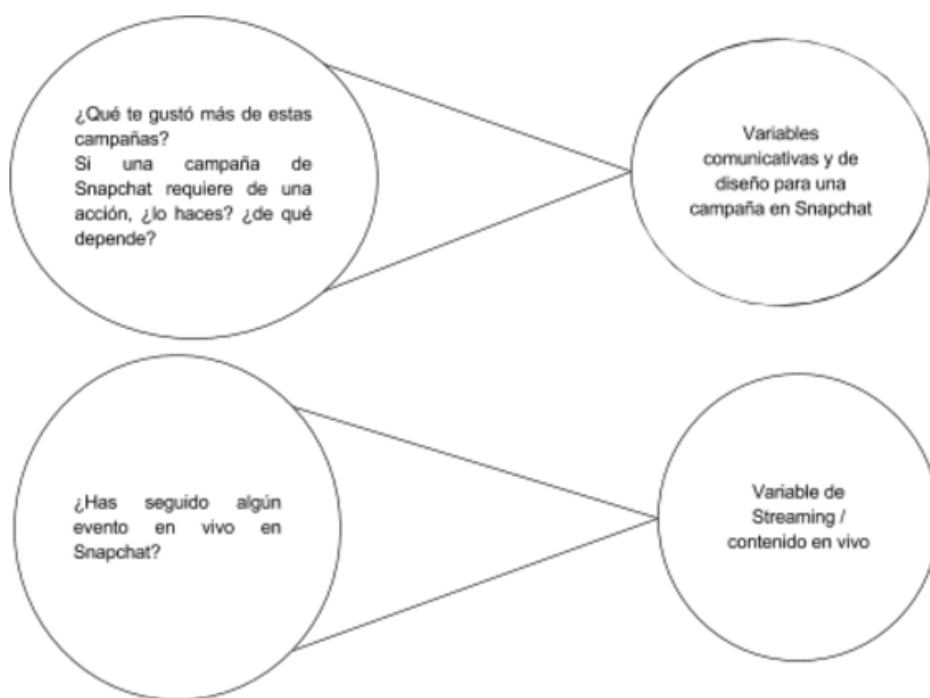 ¿Qué te gustó más de estas
campañas?
Si una campaña de
Snapchat requiere de una
acción, ¿lo haces? ¿de qué
depende?
Variables
comunicativas y de
diseño para una
campaña en Snapchat
¿Has seguido algún
evento en vivo en
Snapchat?
Variable de
Streaming /
contenido en vivo